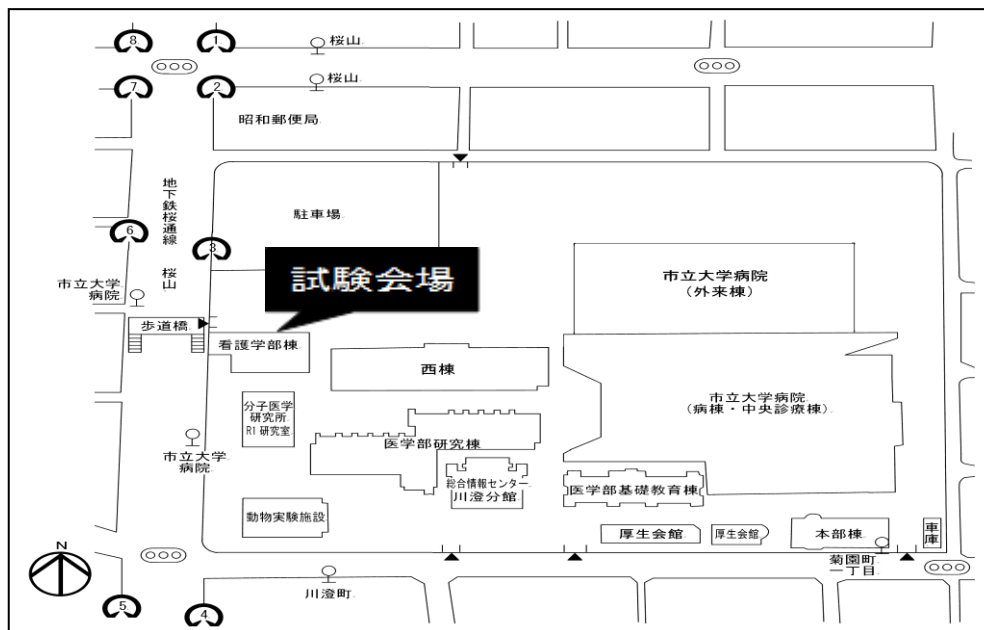 8
1
桜山
7
2
桜山
昭和郵便局
地下鉄桜通線
桜山
駐車場
6
3
試験会場
市立大学病院
(外来棟)
市立大学
病院
歩道橋
看護学部棟
西棟
市立大学病院
(病棟・中央診療棟)
分子医学
研究所
R1研究室
医学部研究棟
市立大学
病院
総合情報センター
川澄分館
医学部基礎教育棟
動物実験施設
厚生会館
厚生会館
本部棟
車庫
菊園町
一丁目
N
川澄町
5
4